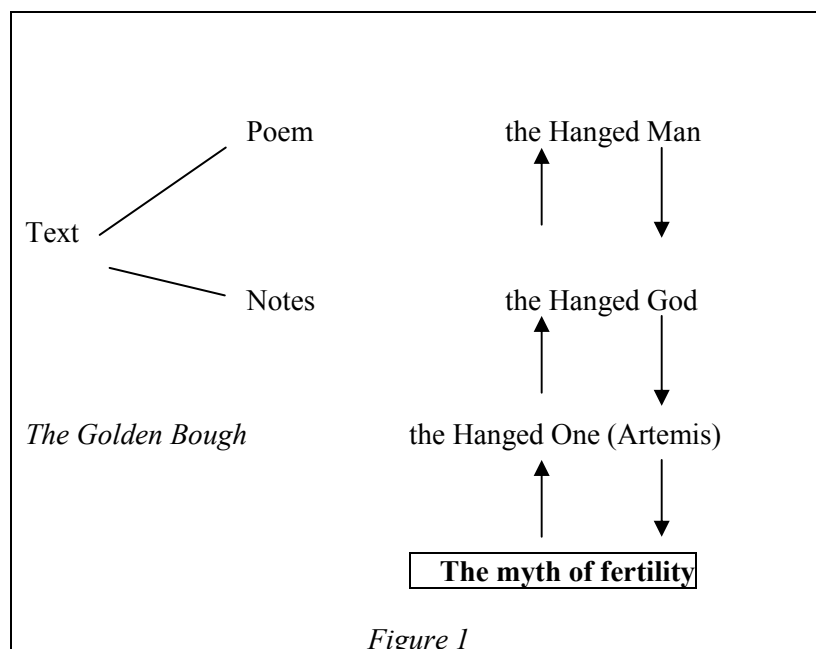 Poem the Hanged Man
Text
Notes the Hanged God
The Golden Bough the Hanged One (Artemis)
The myth of fertility
Figure 1